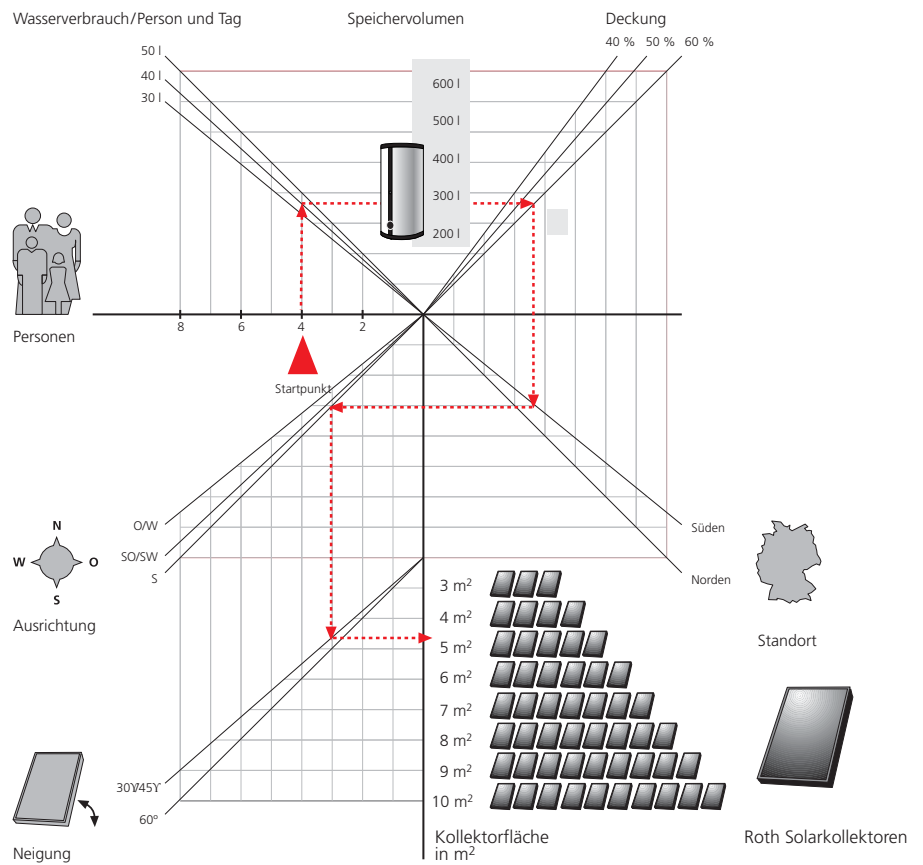 Wasserverbrauch/Person und Tag
Speichervolumen
Deckung
40 % 50 % 60 %
50 l
40 l
30 l
600 l
500 l
400 l
300 l
200 l
Personen
8 6 4 2
Startpunkt
O/W
SO/SW
S
N
W O
S
Ausrichtung
Süden
Norden
Standort
3 m²
4 m²
5 m²
6 m²
7 m²
8 m²
9 m²
10 m²
30Ɣ45ϒ
60°
Neigung
Kollektorfläche
in m²
Roth Solarkollektoren